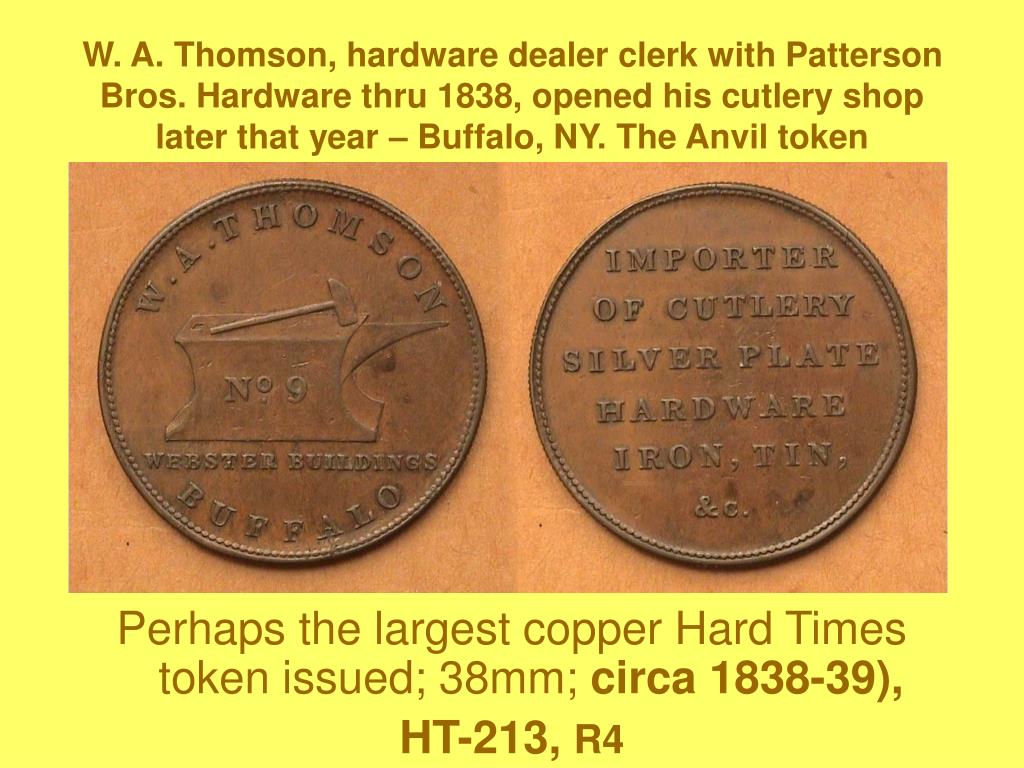 W. A. Thomson, hardware dealer clerk with Patterson
Bros. Hardware thru 1838, opened his cutlery shop
later that year – Buffalo, NY. The Anvil token
W. A. THOMSON
No 9
WEBSTER BUILDINGS
BUFFALO
IMPORTER
OF CUTLERY
SILVER PLATE
HARDWARE
IRON, TIN,
&c.
Perhaps the largest copper Hard Times
token issued; 38mm; circa 1838-39),
HT-213, R4